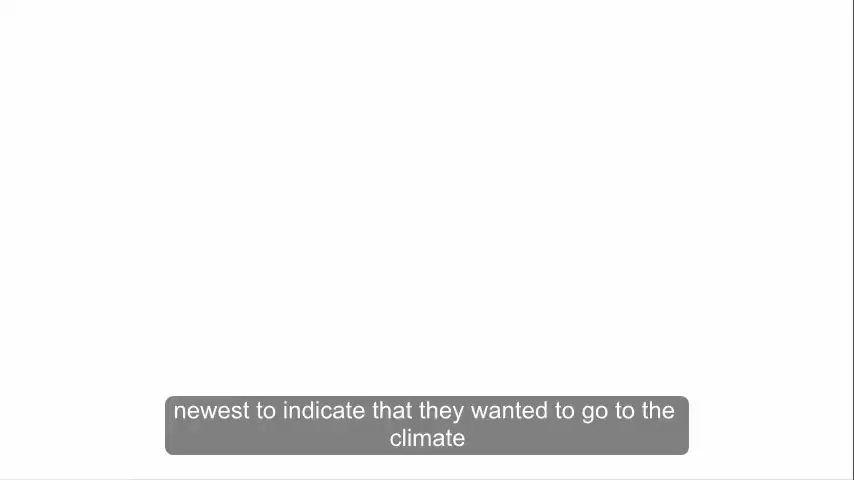 newest to indicate that they wanted to go to the
climate